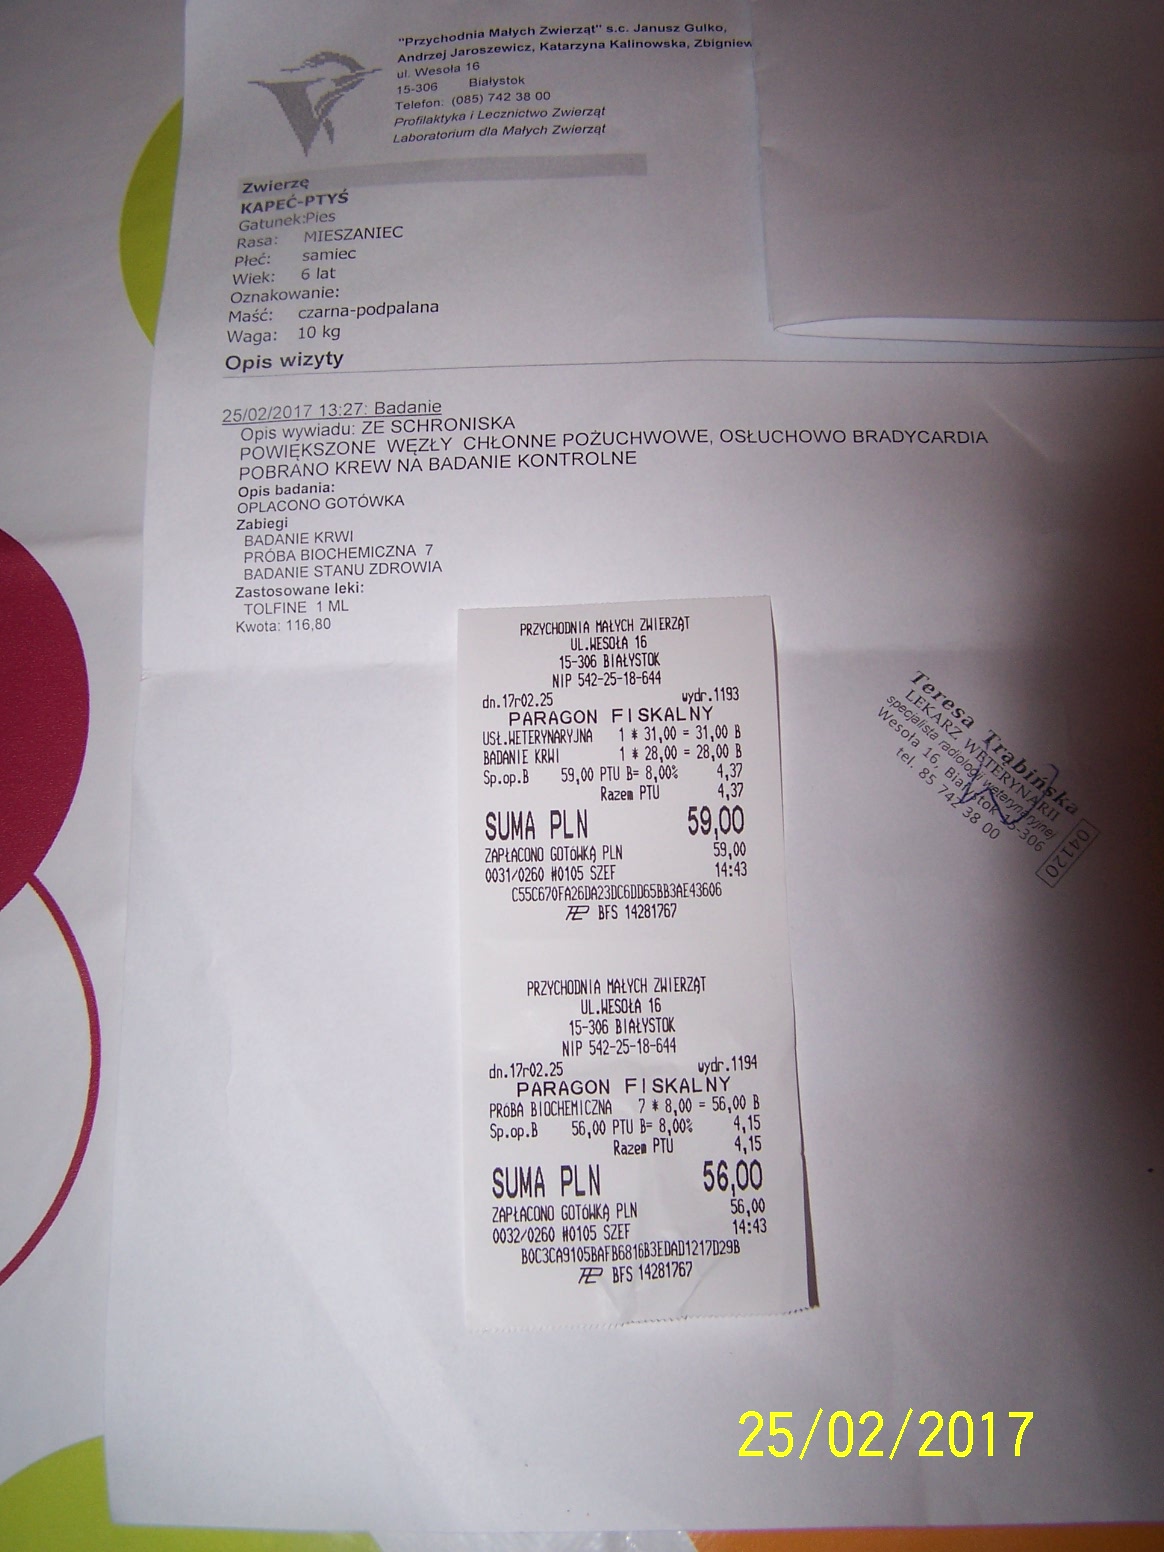 "Przychodnia Małych Zwierząt" s.c. Janusz Gulko,
Andrzej Jaroszewicz, Katarzyna Kalinowska, Zbigniew
ul. Wesoła 16
15-306 Białystok
Telefon: (085) 742 38 00
Profilaktyka i Lecznictwo Zwierząt
Laboratorium dla Małych Zwierząt
Zwierzę
KAPEĆ-PTYŚ
Gatunek:Pies
Rasa: MIESZANIEC
Płeć: samiec
Wiek: 6 lat
Oznakowanie:
Maść: czarna-podpalana
Waga: 10 kg
Opis wizyty
25/02/2017 13:27: Badanie
Opis wywiadu: ZE SCHRONISKA
POWIĘKSZONE WĘZŁY CHŁONNE POŻUCHWOWE, OSŁUCHOWO BRADYCARDIA
POBRANO KREW NA BADANIE KONTROLNE
Opis badania:
OPLACONO GOTÓWKA
Zabiegi
BADANIE KRWI
PRÓBA BIOCHEMICZNA 7
BADANIE STANU ZDROWIA
Zastosowane leki:
TOLFINE 1 ML
Kwota: 116,80
PRZYCHODNIA MAŁYCH ZWIERZĄT
UL.WESOŁA 16
15-306 BIAŁYSTOK
NIP 542-25-18-644
dn.17r02.25 wydr.1193
PARAGON FISKALNY
USŁ.WETERYNARYJNA 1 * 31,00 = 31,00 B
BADANIE KRWI 1 * 28,00 = 28,00 B
Sp.op.B 59,00 PTU B= 8,00% 4,37
Razem PTU 4,37
SUMA PLN 59,00
ZAPŁACONO GOTÓWKĄ PLN 59,00
0031/0260 #0105 SZEF 14:43
C55C670FA26DA23DC6DD65BB3AE43606
BFS 14281767
PRZYCHODNIA MAŁYCH ZWIERZĄT
UL.WESOŁA 16
15-306 BIAŁYSTOK
NIP 542-25-18-644
dn.17r02.25 wydr.1194
PARAGON FISKALNY
PRÓBA BIOCHEMICZNA 7 * 8,00 = 56,00 B
Sp.op.B 56,00 PTU B= 8,00% 4,15
Razem PTU 4,15
SUMA PLN 56,00
ZAPŁACONO GOTÓWKĄ PLN 56,00
0032/0260 #0105 SZEF 14:43
B0C3CA9105BAFB6816B3EDAD1217D29B
BFS 14281767
Teresa Trabińska
LEKARZ WETERYNARII
specjalista radiologii weterynaryjnej
Wesoła 16, Białystok 15-306
tel. 85 742 38 00
04120
25/02/2017